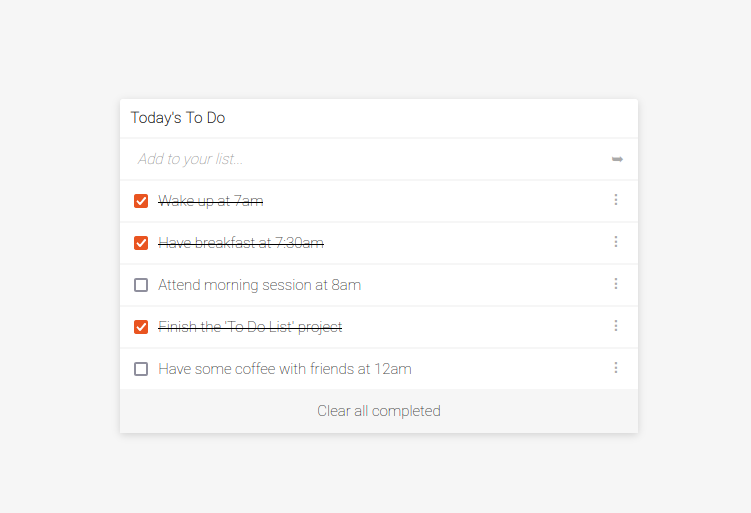 Today's To Do
Add to your list...
Wake up at 7am
Have breakfast at 7:30am
Attend morning session at 8am
Finish the 'To Do List' project
Have some coffee with friends at 12am
Clear all completed